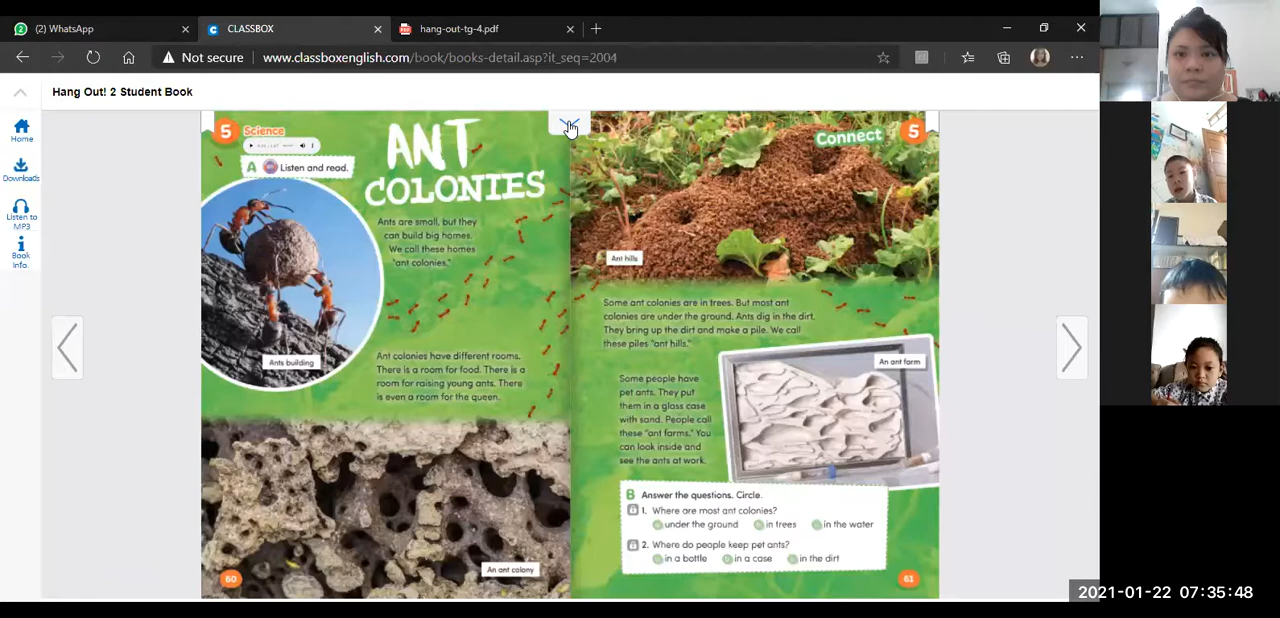 (2) WhatsApp
CLASSBOX
hang-out-tg-4.pdf
Not secure
www.classboxenglish.com/book/books-detail.asp?it_seq=2004
Hang Out! 2 Student Book
Home
Downloads
Listen to
MP3
Book
Info.
5 Science
A Listen and read.
ANT
COLONIES
Ants are small, but they
can build big homes.
We call these homes
"ant colonies."
Ants building
Ant colonies have different rooms.
There is a room for food. There is a
room for raising young ants. There
is even a room for the queen.
An ant colony
60
Connect 5
Ant hills
Some ant colonies are in trees. But most ant
colonies are under the ground. Ants dig in the dirt.
They bring up the dirt and make a pile. We call
these piles "ant hills."
An ant farm
Some people have
pet ants. They put
them in a glass case
with sand. People call
these "ant farms." You
can look inside and
see the ants at work.
B Answer the questions. Circle.
1. Where are most ant colonies?
under the ground in trees in the water
2. Where do people keep pet ants?
in a bottle in a case in the dirt
61
2021-01-22 07:35:48